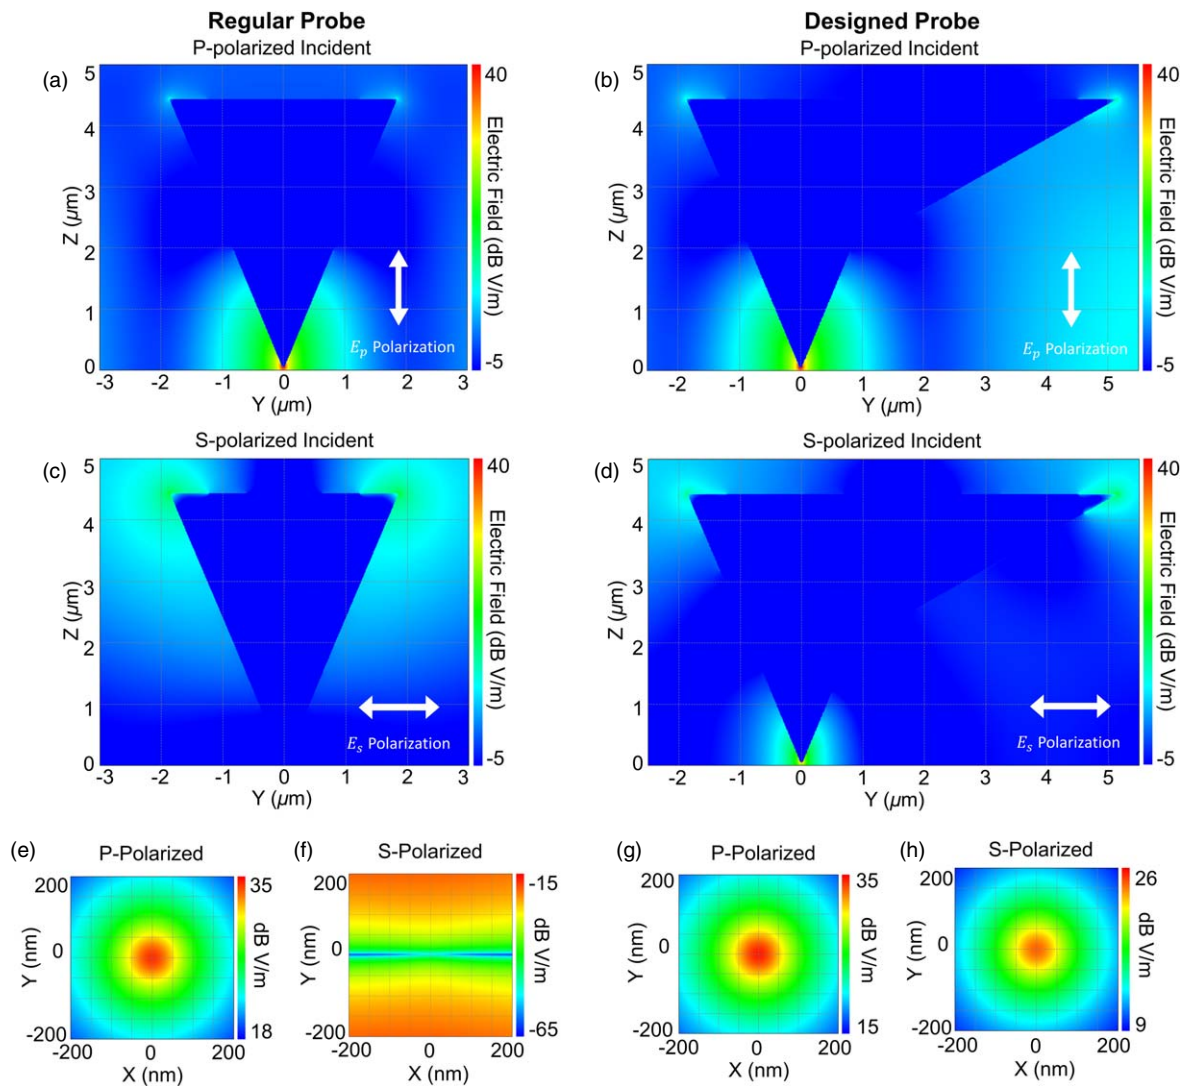 Regular Probe
P-polarized Incident
(a)
5
4
3
2
1
0
Z (µm)
-3 -2 -1 0 1 2 3
Y (µm)
40
Electric Field (dB V/m)
-5
E_p Polarization
Designed Probe
P-polarized Incident
(b)
5
4
3
2
1
0
Z (µm)
-2 -1 0 1 2 3 4 5
Y (µm)
40
Electric Field (dB V/m)
-5
E_p Polarization
S-polarized Incident
(c)
5
4
3
2
1
0
Z (µm)
-3 -2 -1 0 1 2 3
Y (µm)
40
Electric Field (dB V/m)
-5
E_s Polarization
S-polarized Incident
(d)
5
4
3
2
1
0
Z (µm)
-2 -1 0 1 2 3 4 5
Y (µm)
40
Electric Field (dB V/m)
-5
E_s Polarization
(e)
P-Polarized
200
0
-200
Y (nm)
-200 0 200
X (nm)
35
dB V/m
18
(f)
S-Polarized
200
0
-200
Y (nm)
-200 0 200
X (nm)
-15
dB V/m
-65
(g)
P-Polarized
200
0
-200
Y (nm)
-200 0 200
X (nm)
35
dB V/m
15
(h)
S-Polarized
200
0
-200
Y (nm)
-200 0 200
X (nm)
26
dB V/m
9